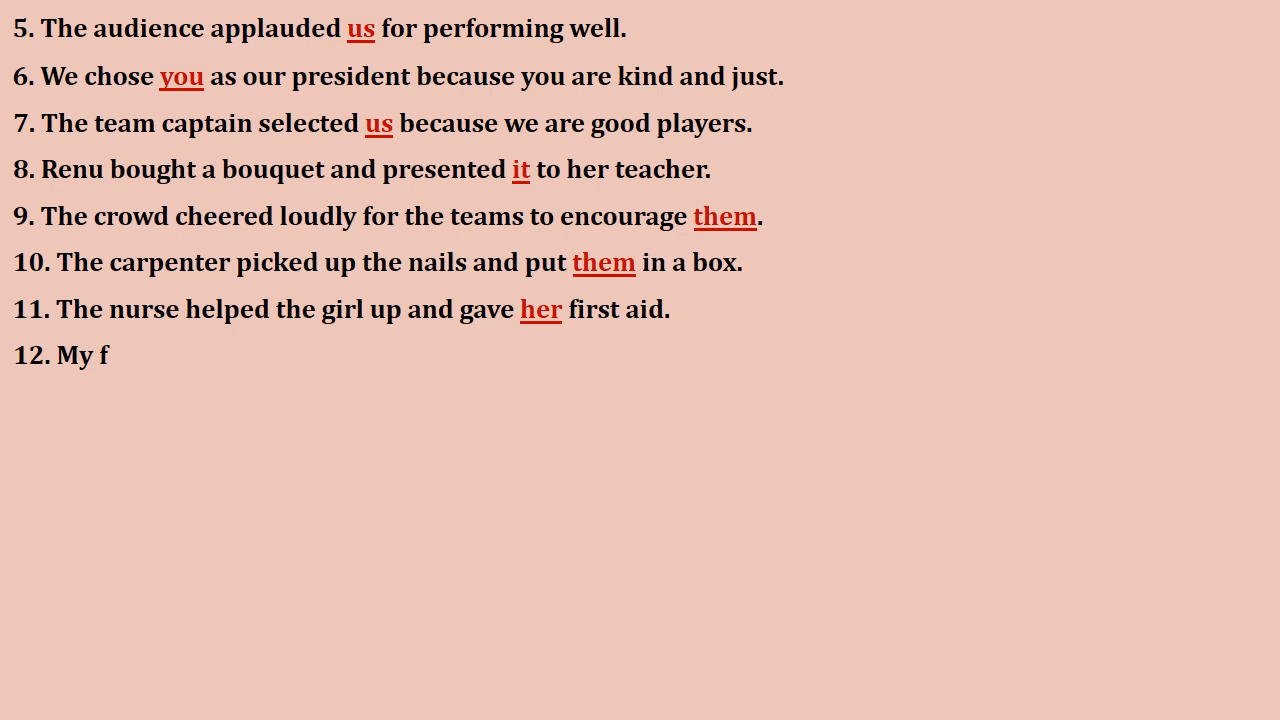 5. The audience applauded us for performing well.
6. We chose you as our president because you are kind and just.
7. The team captain selected us because we are good players.
8. Renu bought a bouquet and presented it to her teacher.
9. The crowd cheered loudly for the teams to encourage them.
10. The carpenter picked up the nails and put them in a box.
11. The nurse helped the girl up and gave her first aid.
12. My f